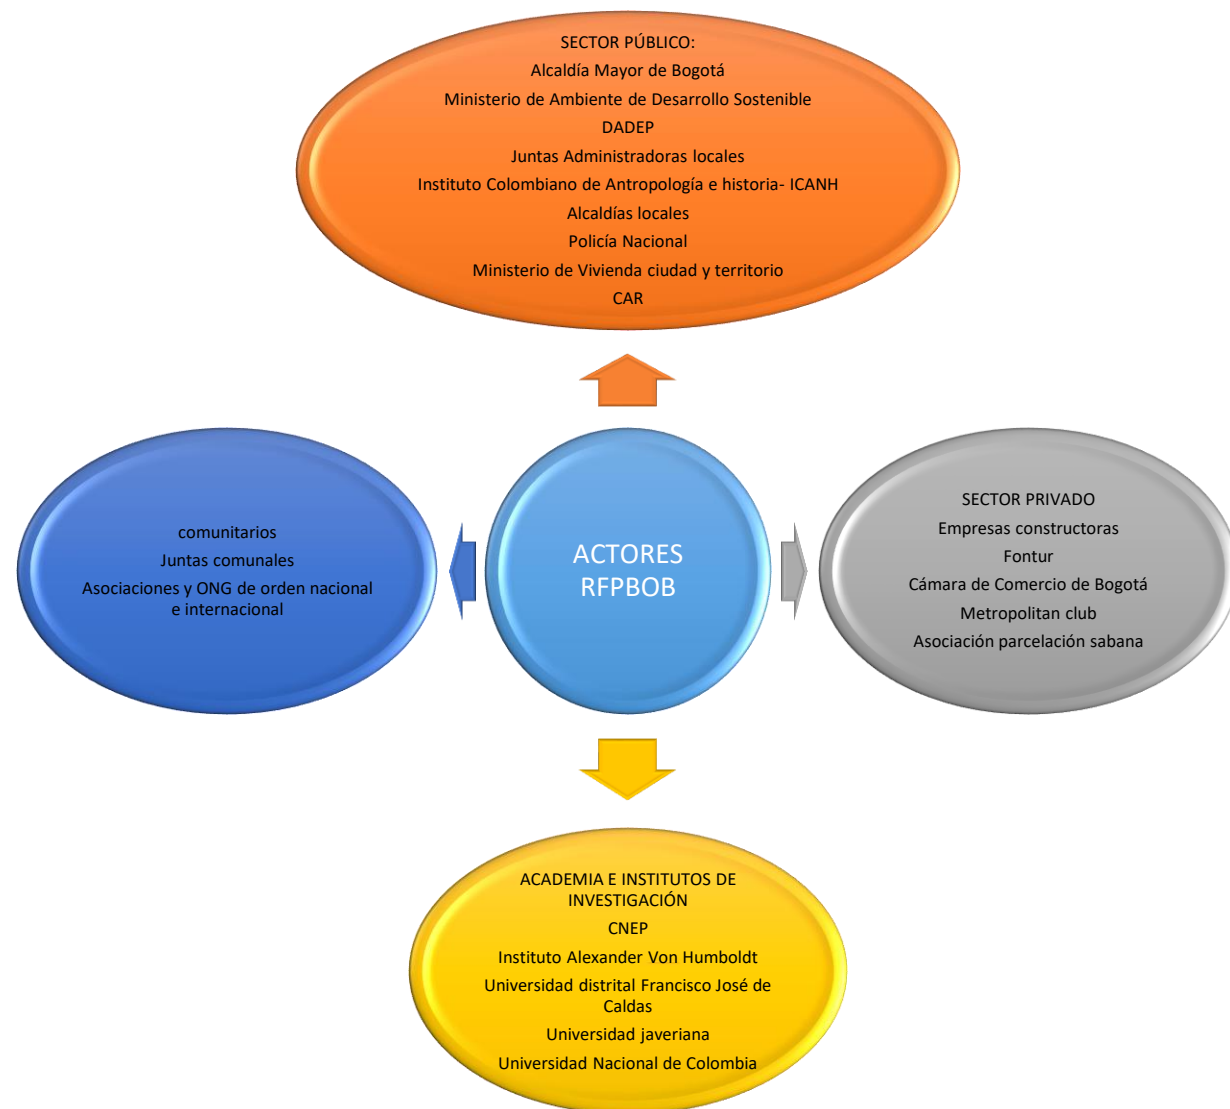 SECTOR PÚBLICO:
Alcaldía Mayor de Bogotá
Ministerio de Ambiente de Desarrollo Sostenible
DADEP
Juntas Administradoras locales
Instituto Colombiano de Antropología e historia- ICANH
Alcaldías locales
Policía Nacional
Ministerio de Vivienda ciudad y territorio
CAR
comunitarios
Juntas comunales
Asociaciones y ONG de orden nacional
e internacional
ACTORES
RFPBOB
SECTOR PRIVADO
Empresas constructoras
Fontur
Cámara de Comercio de Bogotá
Metropolitan club
Asociación parcelación sabana
ACADEMIA E INSTITUTOS DE
INVESTIGACIÓN
CNEP
Instituto Alexander Von Humboldt
Universidad distrital Francisco José de
Caldas
Universidad javeriana
Universidad Nacional de Colombia